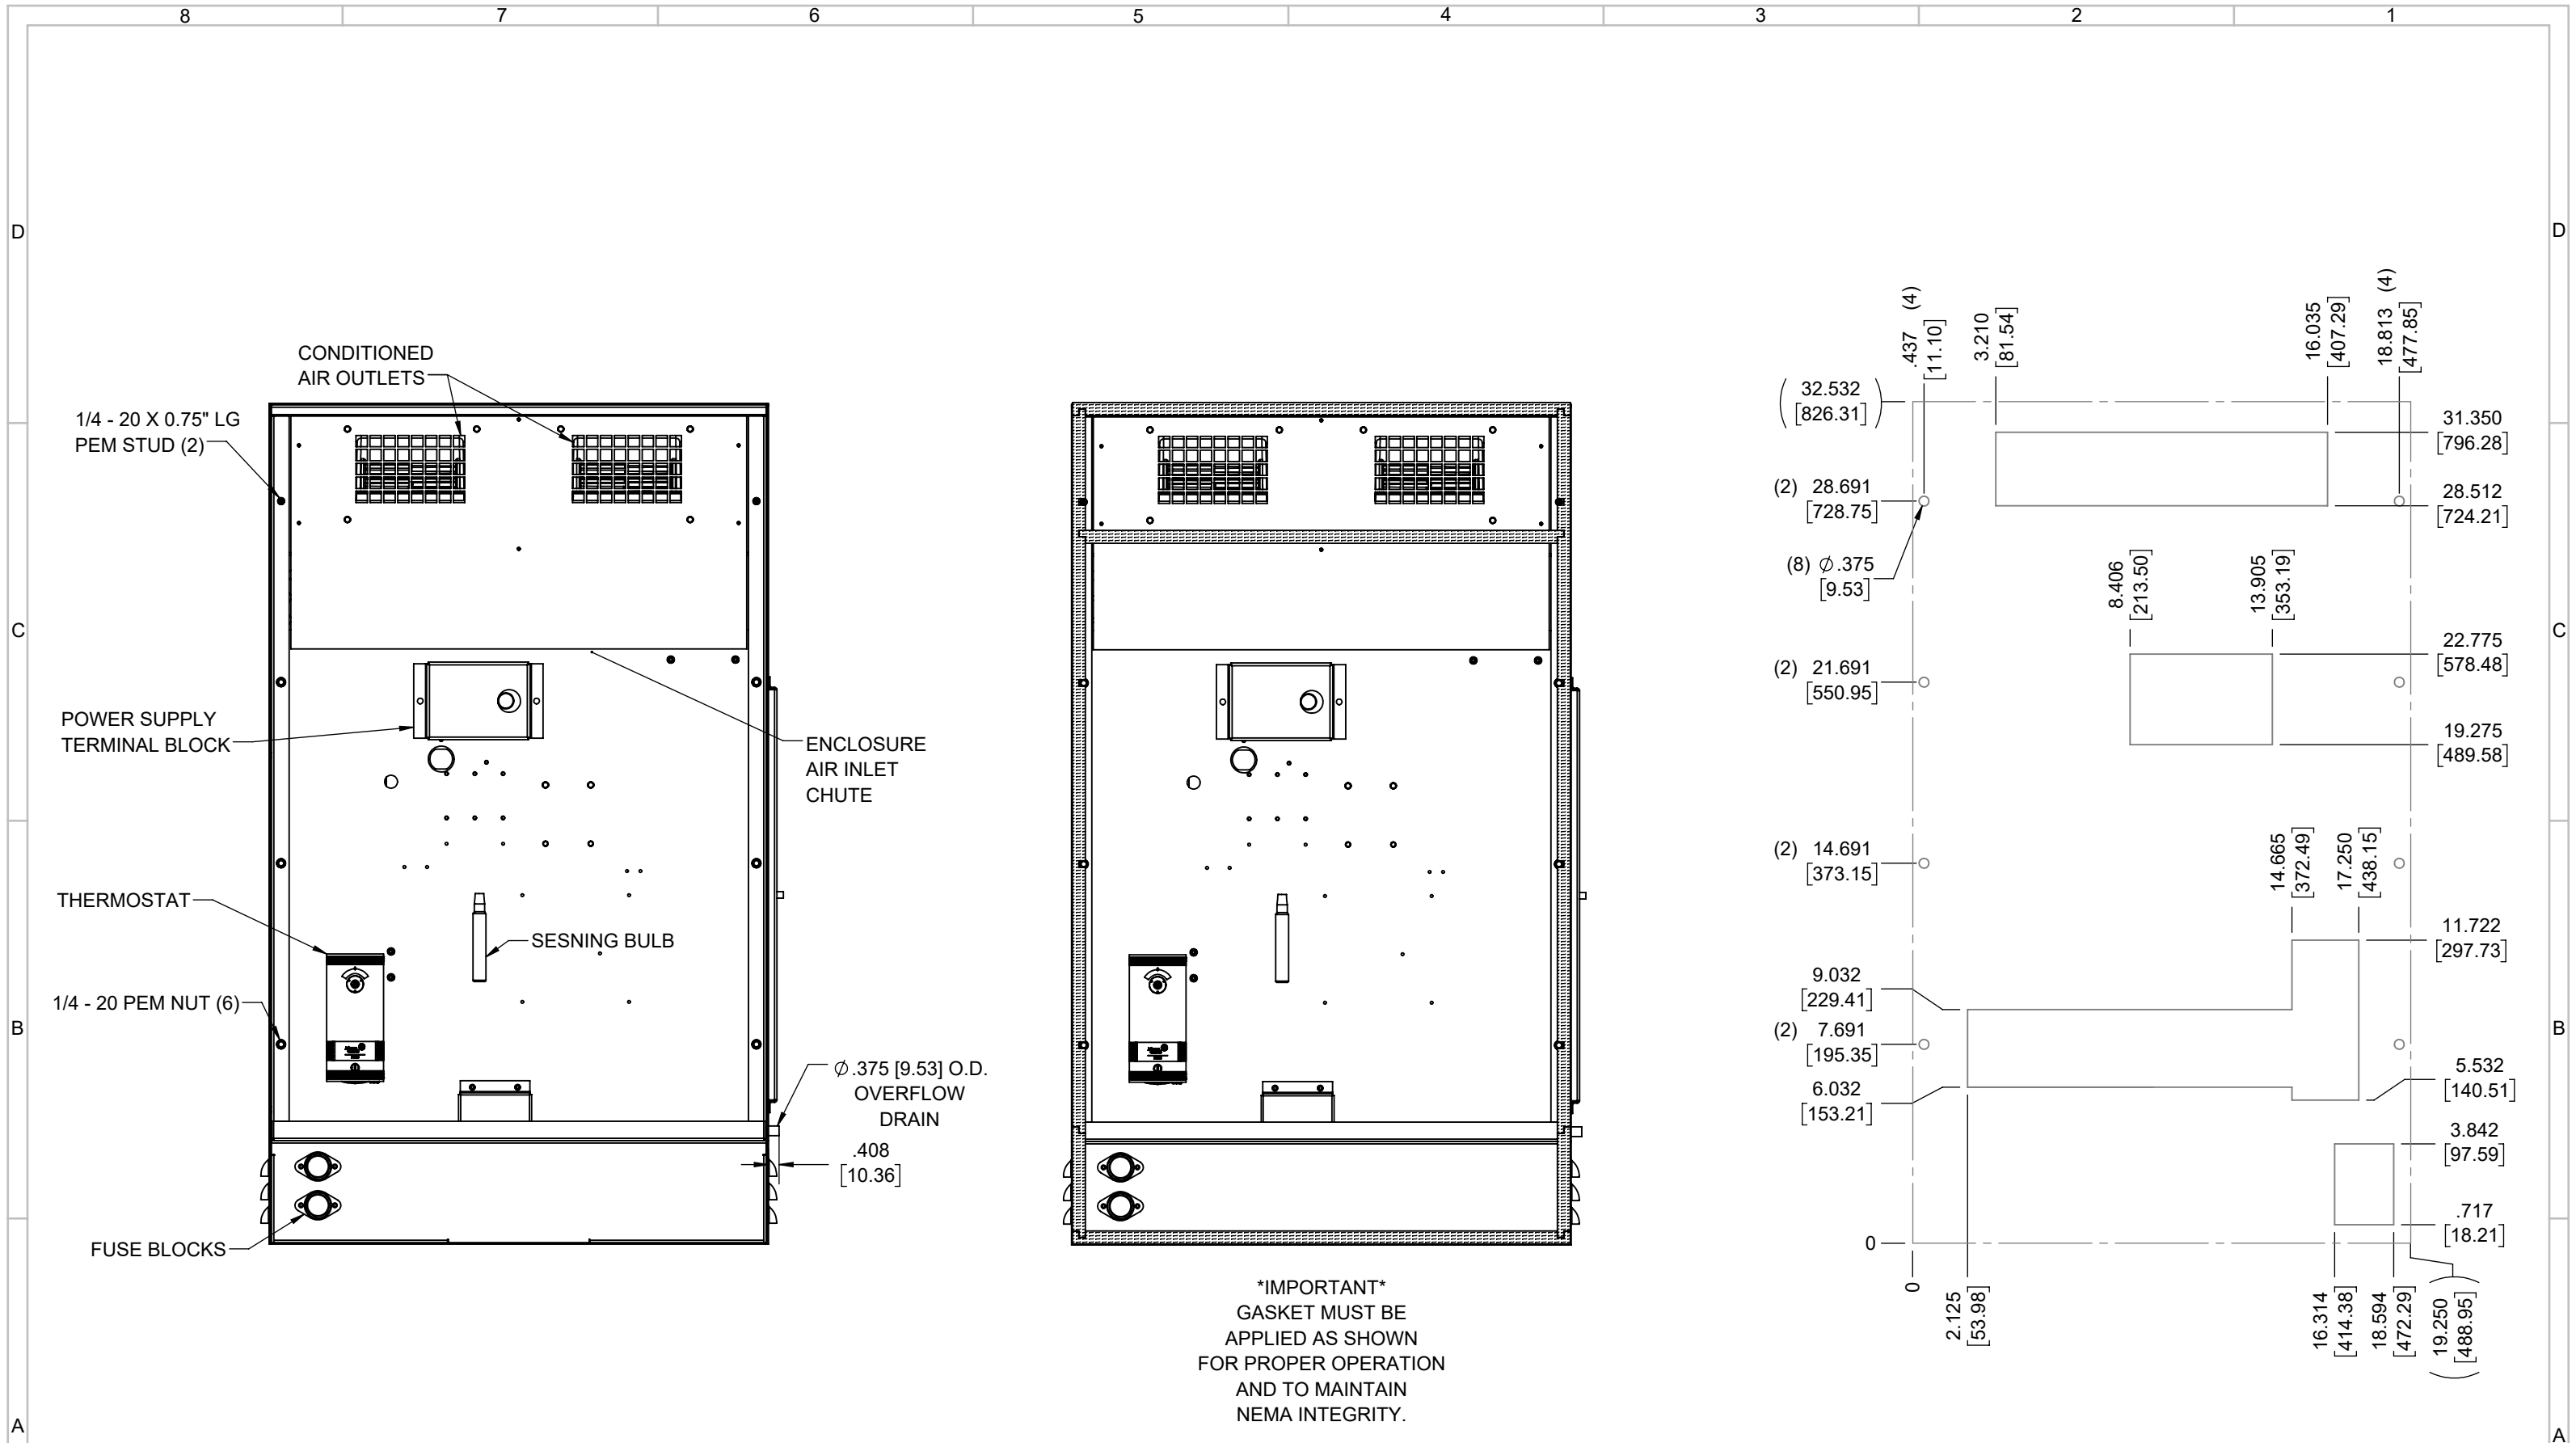 8 7 6 5 4 3 2 1
D
D
C
C
B
B
A
A
CONDITIONED
AIR OUTLETS
1/4 - 20 X 0.75" LG
PEM STUD (2)
POWER SUPPLY
TERMINAL BLOCK
ENCLOSURE
AIR INLET
CHUTE
THERMOSTAT
SESNING BULB
1/4 - 20 PEM NUT (6)
⌀.375 [9.53] O.D.
OVERFLOW
DRAIN
.408
[10.36]
FUSE BLOCKS
*IMPORTANT*
GASKET MUST BE
APPLIED AS SHOWN
FOR PROPER OPERATION
AND TO MAINTAIN
NEMA INTEGRITY.
.437 (4)
[11.10]
3.210
[81.54]
16.035
[407.29]
18.813 (4)
[477.85]
(32.532
[826.31])
31.350
[796.28]
(2) 28.691
[728.75]
28.512
[724.21]
(8) ⌀.375
[9.53]
8.406
[213.50]
13.905
[353.19]
22.775
[578.48]
(2) 21.691
[550.95]
19.275
[489.58]
(2) 14.691
[373.15]
14.665
[372.49]
17.250
[438.15]
11.722
[297.73]
9.032
[229.41]
(2) 7.691
[195.35]
6.032
[153.21]
5.532
[140.51]
3.842
[97.59]
.717
[18.21]
0
0
2.125
[53.98]
16.314
[414.38]
18.594
[472.29]
(19.250
[488.95])